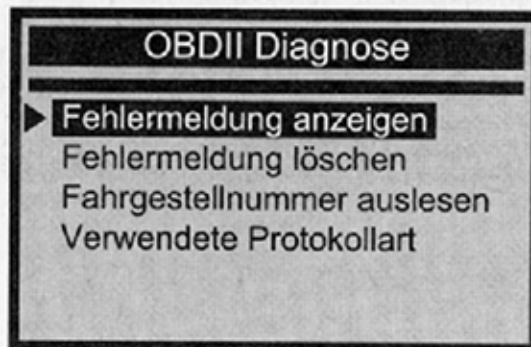 OBDII Diagnose
Fehlermeldung anzeigen
Fehlermeldung löschen
Fahrgestellnummer auslesen
Verwendete Protokollart